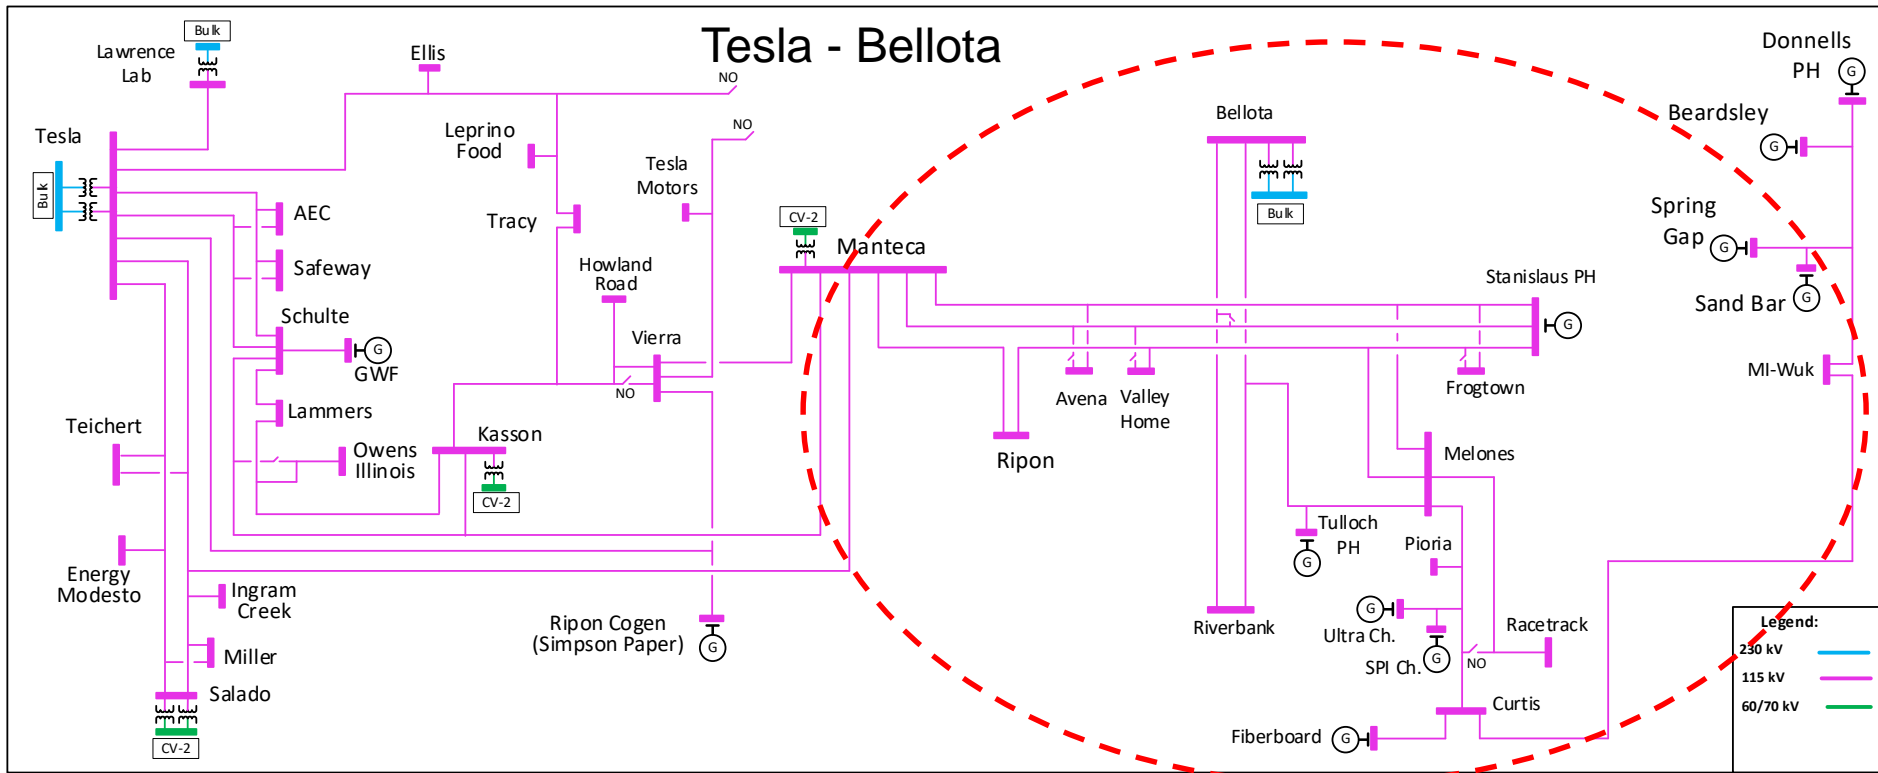 Tesla - Bellota
Bulk
Lawrence
Lab
Ellis
NO
Donnells
PH
G
Beardsley
G
Tesla
Bulk
Leprino
Food
NO
Tesla
Motors
Bellota
Bulk
AEC
Tracy
CV-2
Manteca
Spring
Gap
G
Safeway
Howland
Road
Stanislaus PH
Sand Bar
G
Schulte
G
GWF
Vierra
NO
G
MI-Wuk
Lammers
Avena
Valley
Home
Frogtown
Teichert
Kasson
Owens
Illinois
CV-2
Ripon
Melones
Tulloch
PH
G
Pioria
Energy
Modesto
Ingram
Creek
Ripon Cogen
(Simpson Paper)
G
Riverbank
G
Ultra Ch.
SPI Ch.
G
NO
Racetrack
Miller
Salado
CV-2
Curtis
Fiberboard
G
Legend:
230 kV
115 kV
60/70 kV